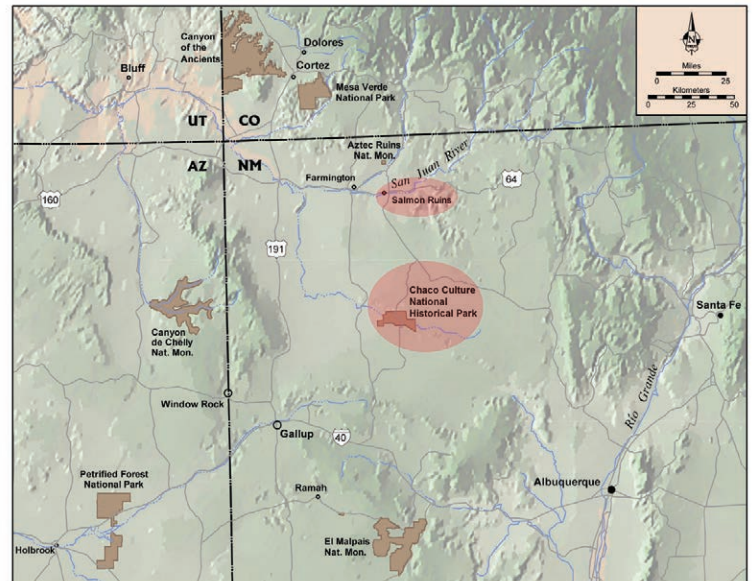 Canyon
of the
Ancients
Dolores
Cortez
Bluff
Mesa Verde
National Park
Miles
0 25
Kilometers
0 50
UT CO
AZ NM
Aztec Ruins
Nat. Mon.
San Juan River
Farmington
64
Salmon Ruins
160
191
Chaco Culture
National
Historical Park
Canyon
de Chelly
Nat. Mon.
Santa Fe
Río Grande
Window Rock
Gallup
40
Petrified Forest
National Park
Ramah
Albuquerque
Holbrook
El Malpais
Nat. Mon.